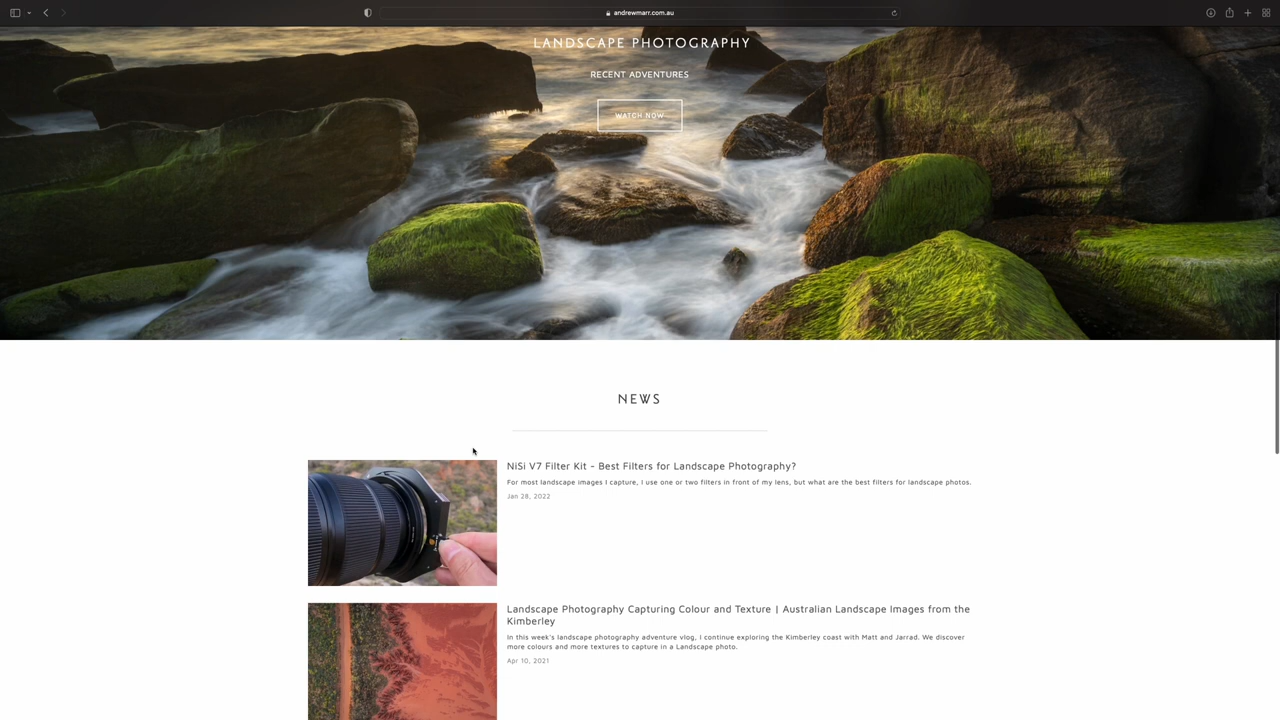 andrewmarr.com.au
LANDSCAPE PHOTOGRAPHY
RECENT ADVENTURES
WATCH NOW
NEWS
NiSi V7 Filter Kit - Best Filters for Landscape Photography?
For most landscape images I capture, I use one or two filters in front of my lens, but what are the best filters for landscape photos.
Jan 28, 2022
Landscape Photography Capturing Colour and Texture | Australian Landscape Images from the
Kimberley
In this week's landscape photography adventure vlog, I continue exploring the Kimberley coast with Matt and Jarrad. We discover
more colours and more textures to capture in a Landscape photo.
Apr 10, 2021